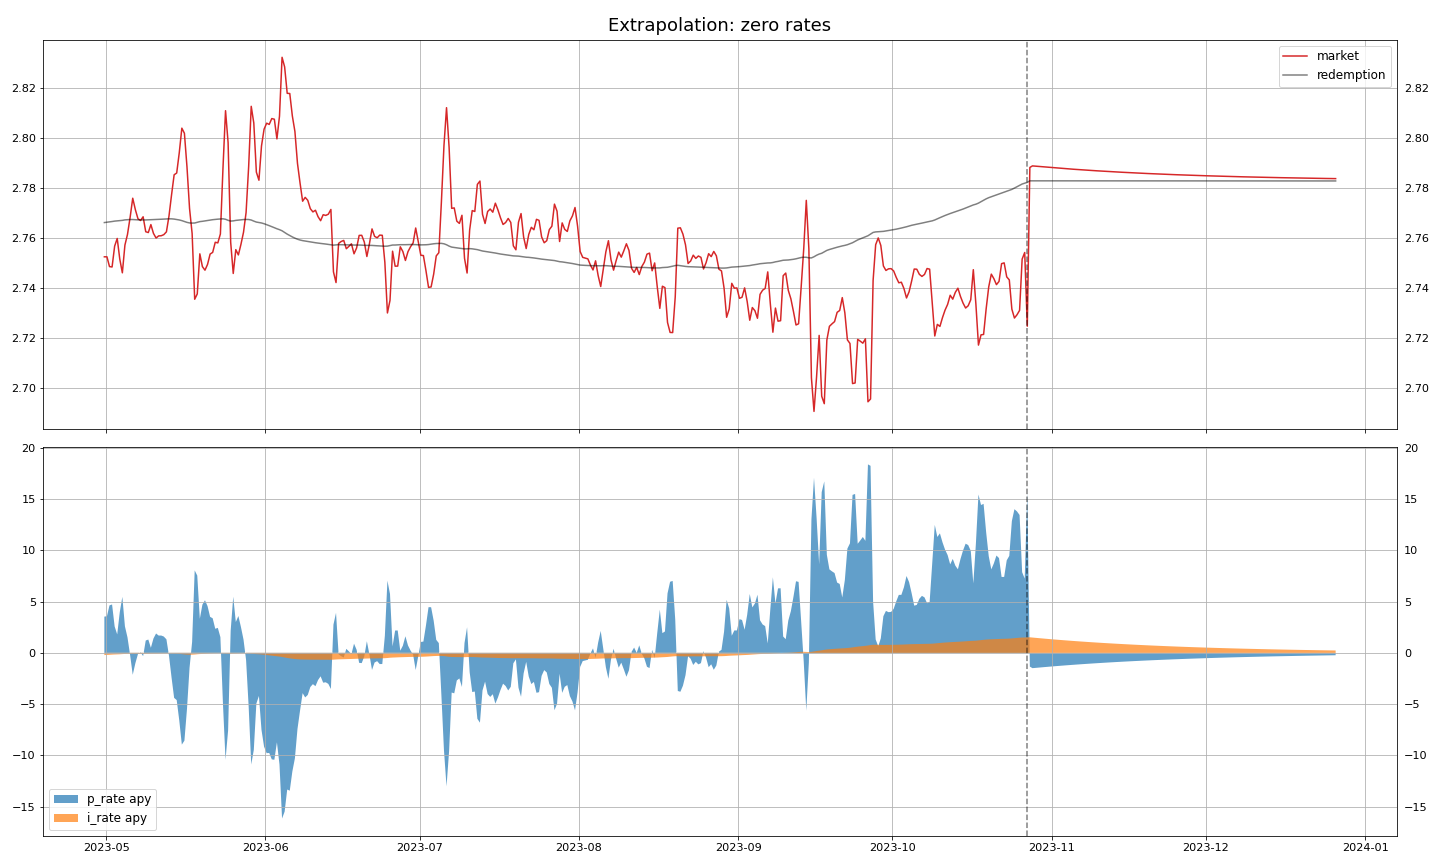 Extrapolation: zero rates
market
redemption
2.82 2.82
2.80 2.80
2.78 2.78
2.76 2.76
2.74 2.74
2.72 2.72
2.70 2.70
20 20
15 15
10 10
5 5
0 0
−5 −5
−10 −10
−15 −15
p_rate apy
i_rate apy
2023-05 2023-06 2023-07 2023-08 2023-09 2023-10 2023-11 2023-12 2024-01